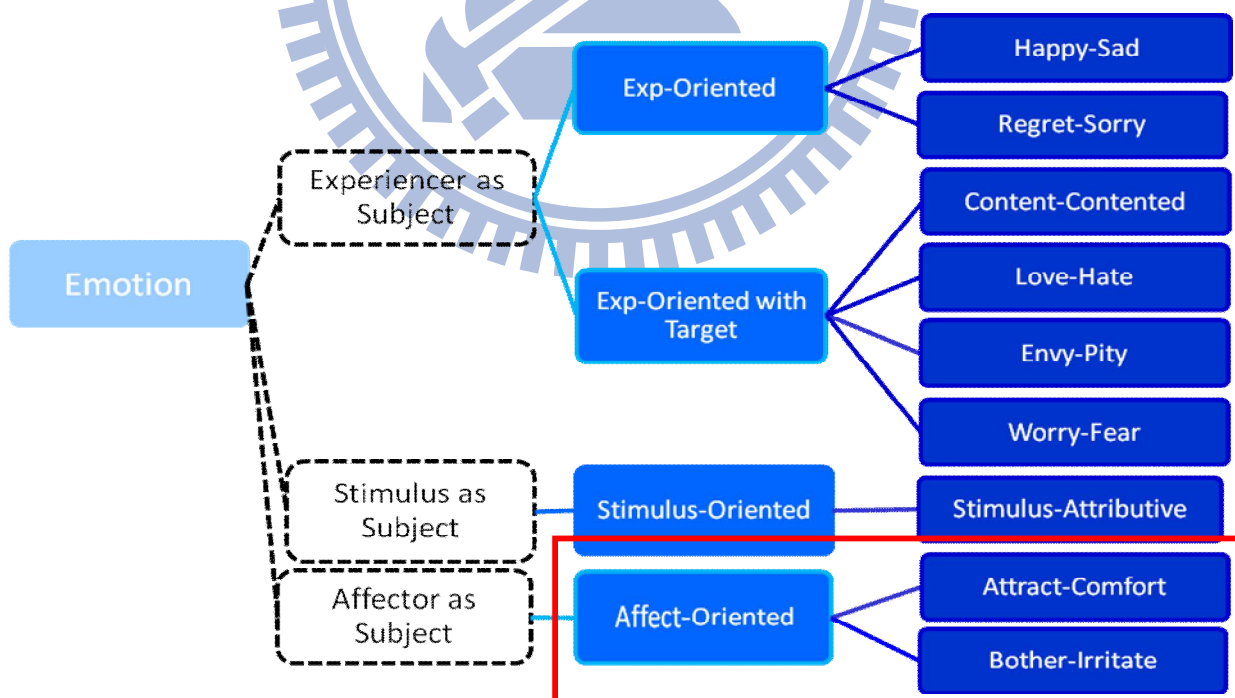 Emotion
Experiencer as
Subject
Exp-Oriented
Happy-Sad
Regret-Sorry
Exp-Oriented with
Target
Content-Contented
Love-Hate
Envy-Pity
Worry-Fear
Stimulus as
Subject
Stimulus-Oriented
Stimulus-Attributive
Affector as
Subject
Affect-Oriented
Attract-Comfort
Bother-Irritate